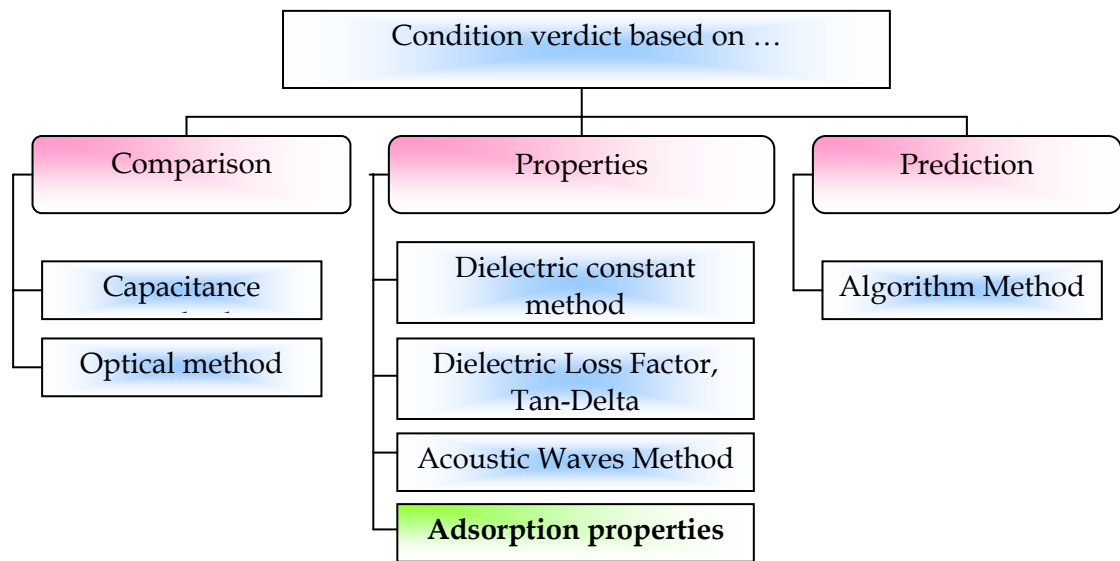 Condition verdict based on …
Comparison
Properties
Prediction
Capacitance
Optical method
Dielectric constant
method
Dielectric Loss Factor,
Tan-Delta
Acoustic Waves Method
Adsorption properties
Algorithm Method